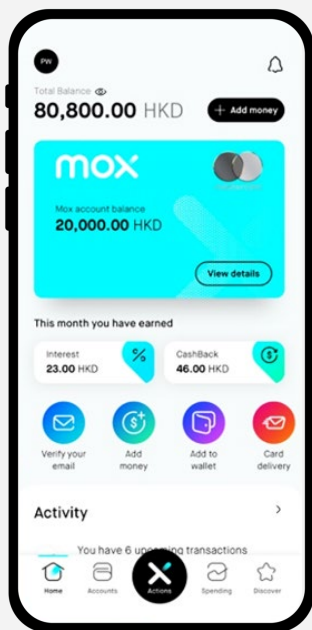 PW
Total Balance
80,800.00 HKD
+ Add money
mox
Mox account balance
20,000.00 HKD
View details
This month you have earned
Interest
23.00 HKD
%
CashBack
46.00 HKD
$
Verify your email
Add money
Add to wallet
Card delivery
Activity
You have 6 upcoming transactions
Home
Accounts
Actions
Spending
Discover